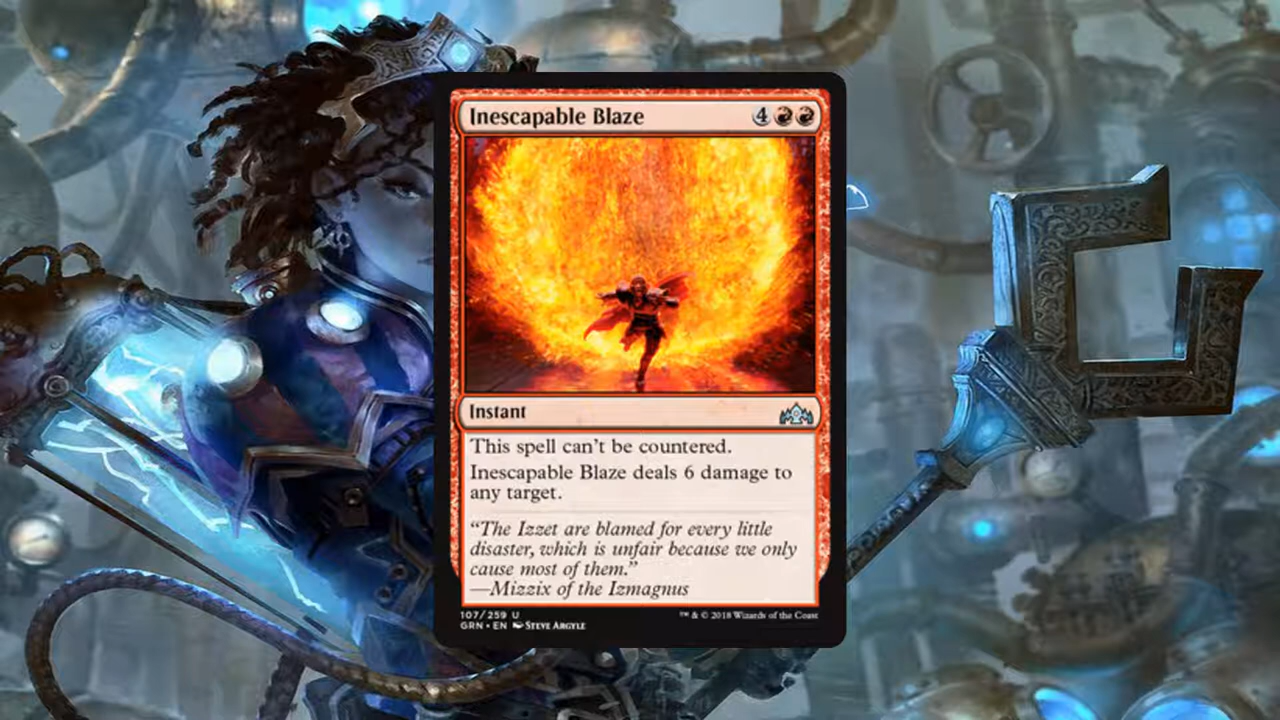 Inescapable Blaze 4
Instant
This spell can't be countered.
Inescapable Blaze deals 6 damage to
any target.
"The Izzet are blamed for every little
disaster, which is unfair because we only
cause most of them."
—Mizzix of the Izmagnus
107/259 U ™ & © 2018 Wizards of the Coast
GRN • EN Steve Argyle